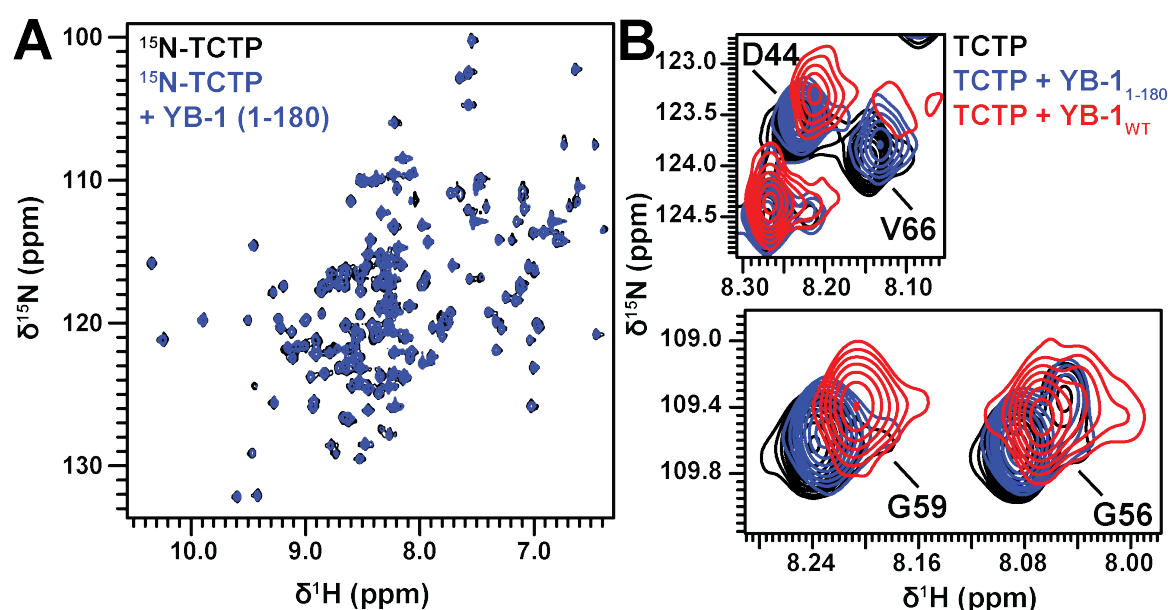 A
¹⁵N-TCTP
¹⁵N-TCTP
+ YB-1 (1-180)
100
110
120
130
δ¹⁵N (ppm)
10.0 9.0 8.0 7.0
δ¹H (ppm)
B
TCTP
TCTP + YB-1₁₋₁₈₀
TCTP + YB-1WT
D44
V66
123.0
123.5
124.0
124.5
8.30 8.20 8.10
δ¹⁵N (ppm)
109.0
109.4
109.8
G59
G56
8.24 8.16 8.08 8.00
δ¹H (ppm)